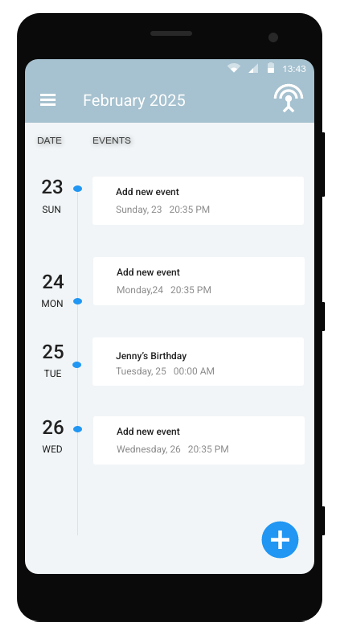 13:43
February 2025
DATE EVENTS
23
SUN
Add new event
Sunday, 23 20:35 PM
24
MON
Add new event
Monday,24 20:35 PM
25
TUE
Jenny's Birthday
Tuesday, 25 00:00 AM
26
WED
Add new event
Wednesday, 26 20:35 PM